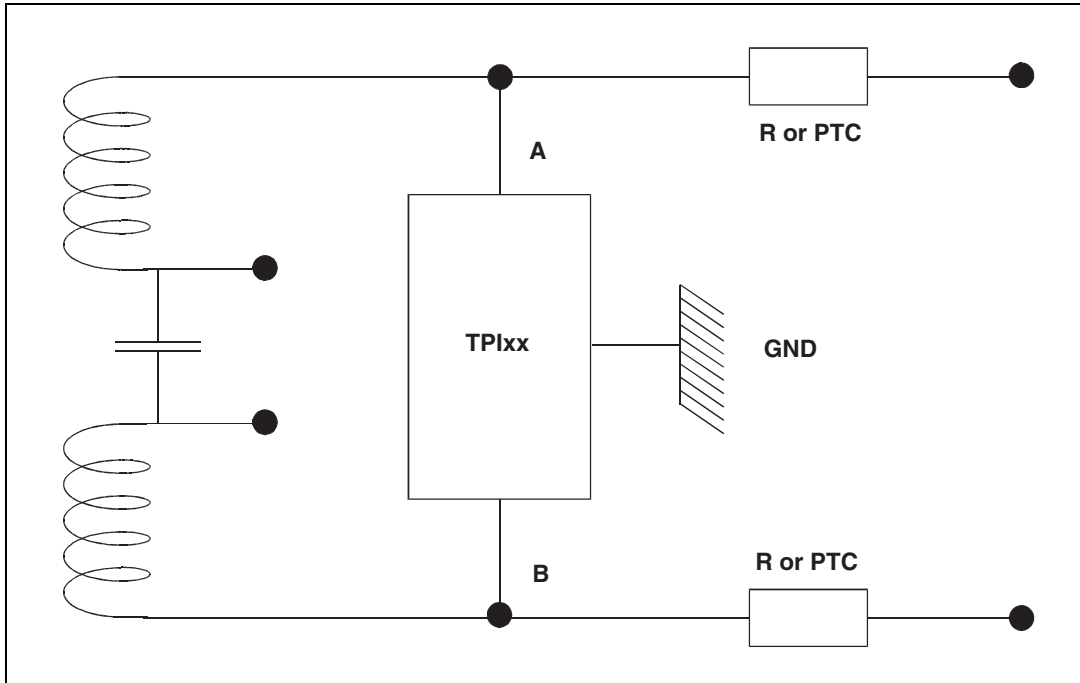 R or PTC
A
TPIxx
GND
B
R or PTC